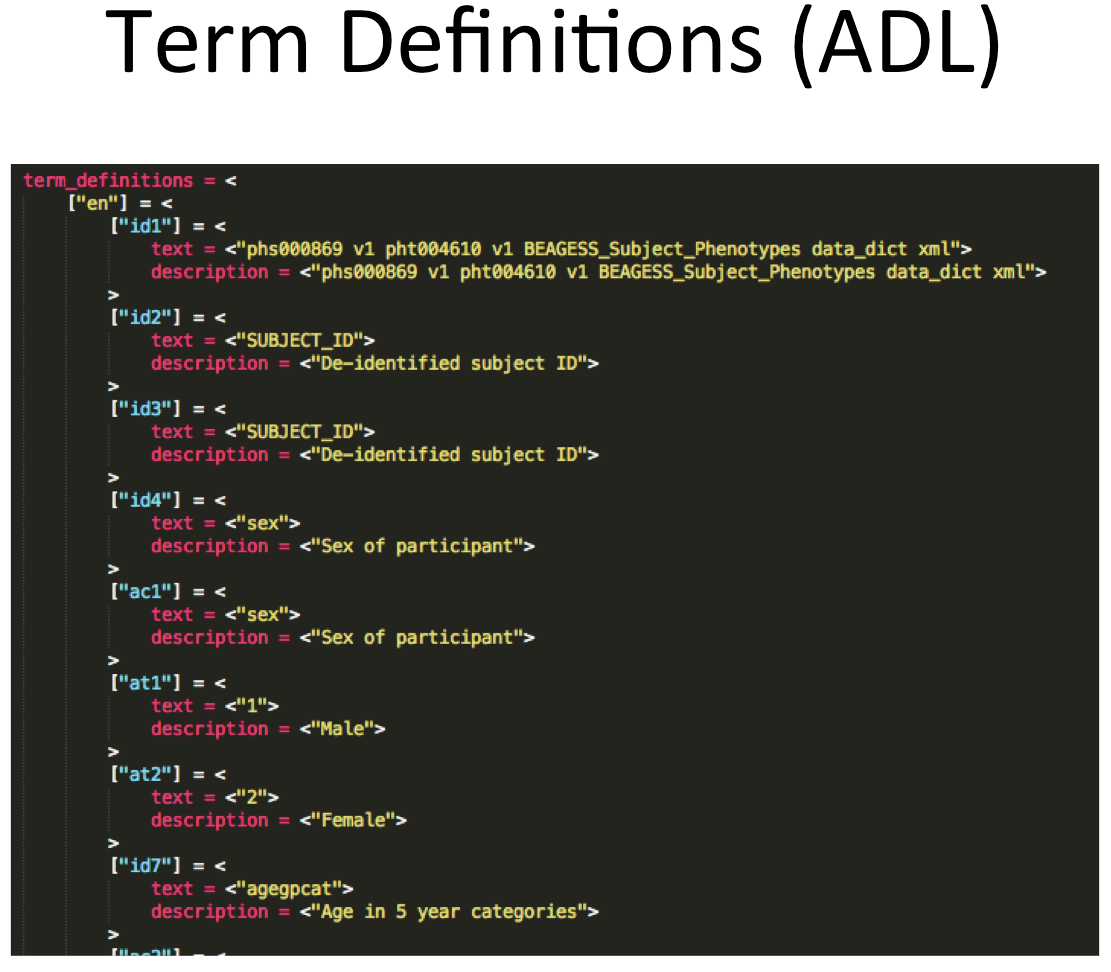 Term Definitions (ADL)
term_definitions = <
["en"] = <
["id1"] = <
text = <"phs000869 v1 pht004610 v1 BEAGESS_Subject_Phenotypes data_dict xml">
description = <"phs000869 v1 pht004610 v1 BEAGESS_Subject_Phenotypes data_dict xml">
>
["id2"] = <
text = <"SUBJECT_ID">
description = <"De-identified subject ID">
>
["id3"] = <
text = <"SUBJECT_ID">
description = <"De-identified subject ID">
>
["id4"] = <
text = <"sex">
description = <"Sex of participant">
>
["ac1"] = <
text = <"sex">
description = <"Sex of participant">
>
["at1"] = <
text = <"1">
description = <"Male">
>
["at2"] = <
text = <"2">
description = <"Female">
>
["id7"] = <
text = <"agegpcat">
description = <"Age in 5 year categories">
>